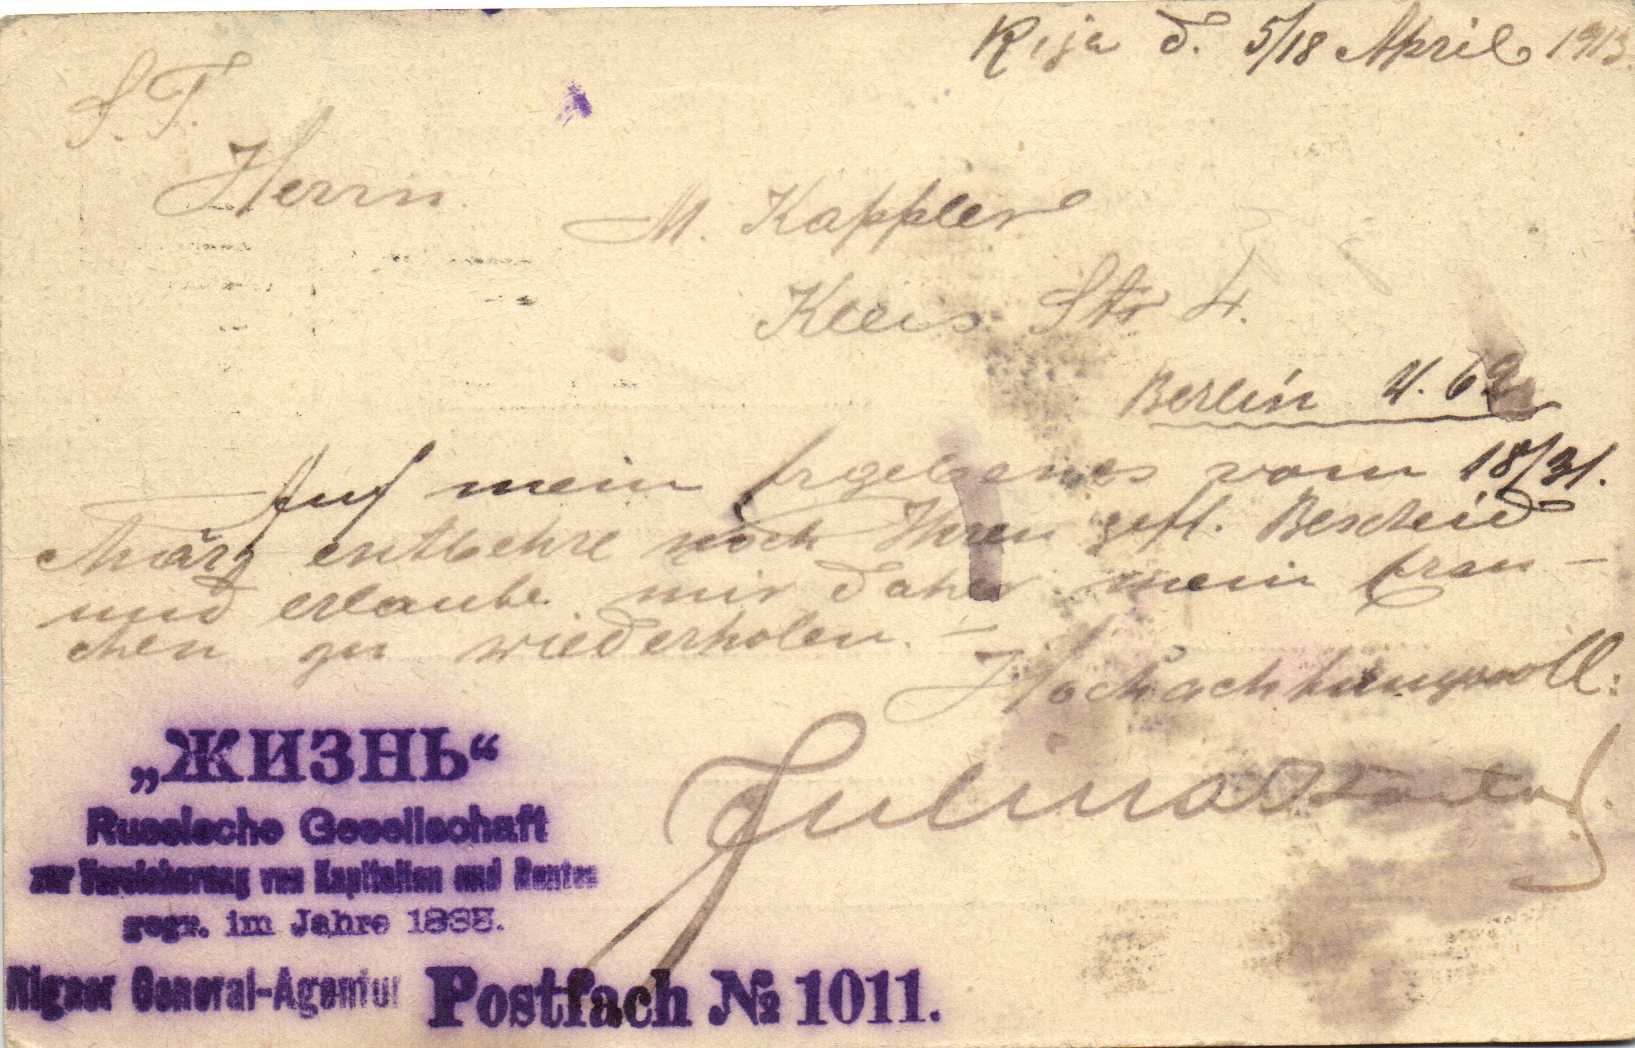 Riga d. 5/18 April 1913.
S.T.
Herrn
M. Kappler
Kleis Str 4.
Berlin W. 62
Auf mein Ergebenes vom 18/31.
März entbehre noch Ihren gefl. Bescheid
und erlaube mir daher mein Ersu-
chen zu wiederholen. —
Hochachtungsvoll:
„ЖИЗНЬ“
Russische Gesellschaft
zur Versicherung von Kapitalien und Renten
gegr. im Jahre 1835.
Rigaer General-Agentur Postfach № 1011.